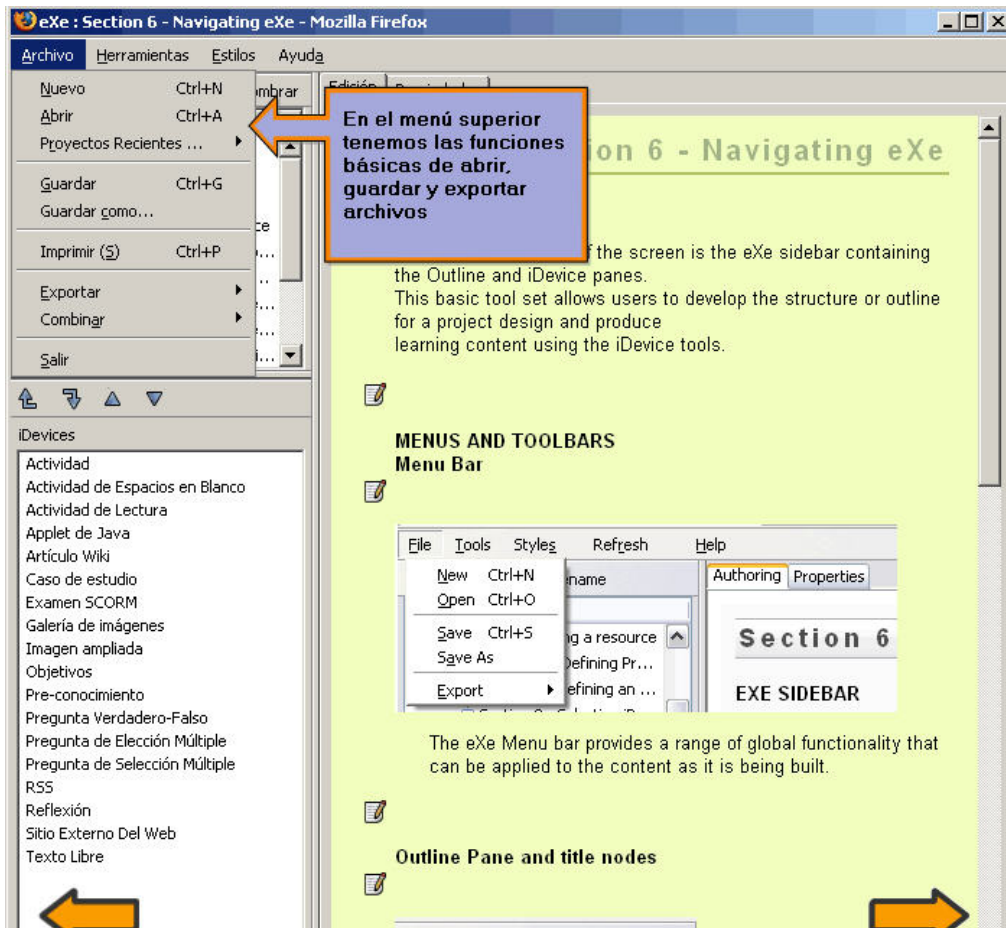 eXe : Section 6 - Navigating eXe - Mozilla Firefox
Archivo Herramientas Estilos Ayuda
Nuevo Ctrl+N
Abrir Ctrl+A
Proyectos Recientes ...
Guardar Ctrl+G
Guardar como...
Imprimir (S) Ctrl+P
Exportar
Combinar
Salir
ombrar
Edición
En el menú superior
tenemos las funciones
básicas de abrir,
guardar y exportar
archivos
ion 6 - Navigating eXe
f the screen is the eXe sidebar containing
the Outline and iDevice panes.
This basic tool set allows users to develop the structure or outline
for a project design and produce
learning content using the iDevice tools.
iDevices
Actividad
Actividad de Espacios en Blanco
Actividad de Lectura
Applet de Java
Artículo Wiki
Caso de estudio
Examen SCORM
Galería de imágenes
Imagen ampliada
Objetivos
Pre-conocimiento
Pregunta Verdadero-Falso
Pregunta de Elección Múltiple
Pregunta de Selección Múltiple
RSS
Reflexión
Sitio Externo Del Web
Texto Libre
MENUS AND TOOLBARS
Menu Bar
File Tools Styles Refresh Help
New Ctrl+N
Open Ctrl+O
Save Ctrl+S
Save As
Export
name
ng a resource
Defining Pr...
efining an ...
Authoring Properties
Section 6
EXE SIDEBAR
The eXe Menu bar provides a range of global functionality that
can be applied to the content as it is being built.
Outline Pane and title nodes